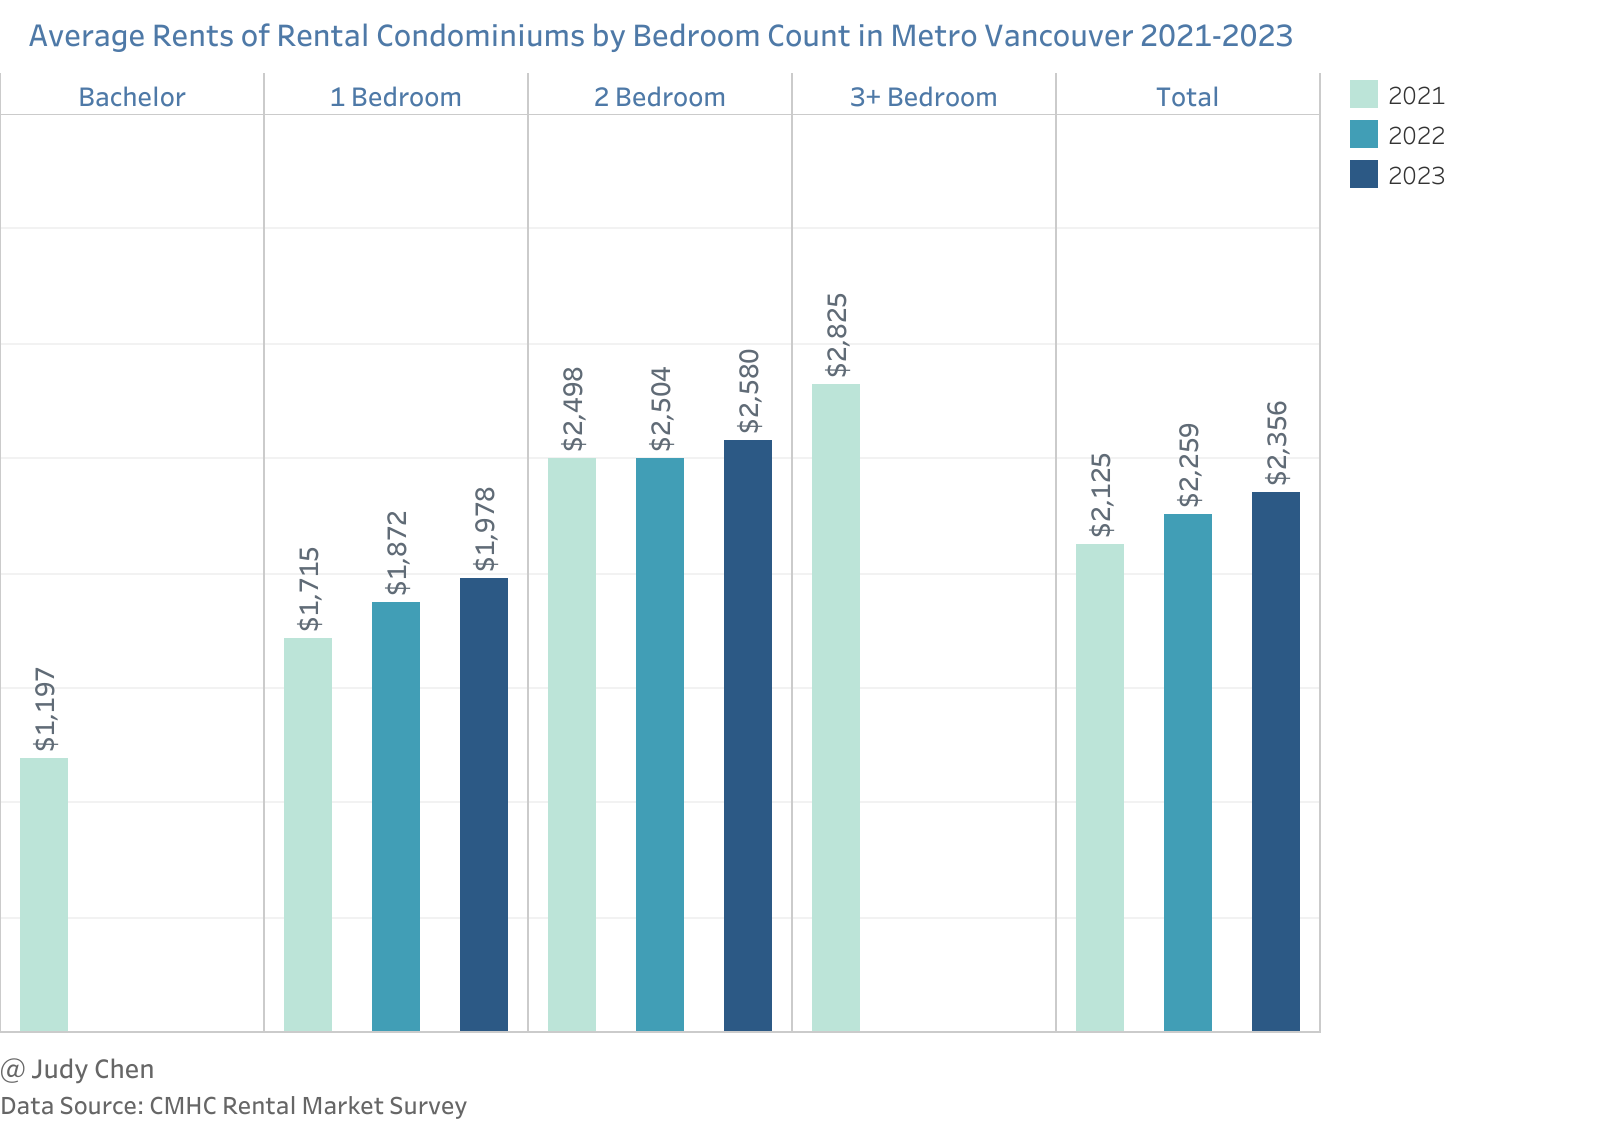 Average Rents of Rental Condominiums by Bedroom Count in Metro Vancouver 2021-2023
Bachelor
1 Bedroom
2 Bedroom
3+ Bedroom
Total
2021
2022
2023
$1,197
$1,715
$1,872
$1,978
$2,498
$2,504
$2,580
$2,825
$2,125
$2,259
$2,356
@ Judy Chen
Data Source: CMHC Rental Market Survey